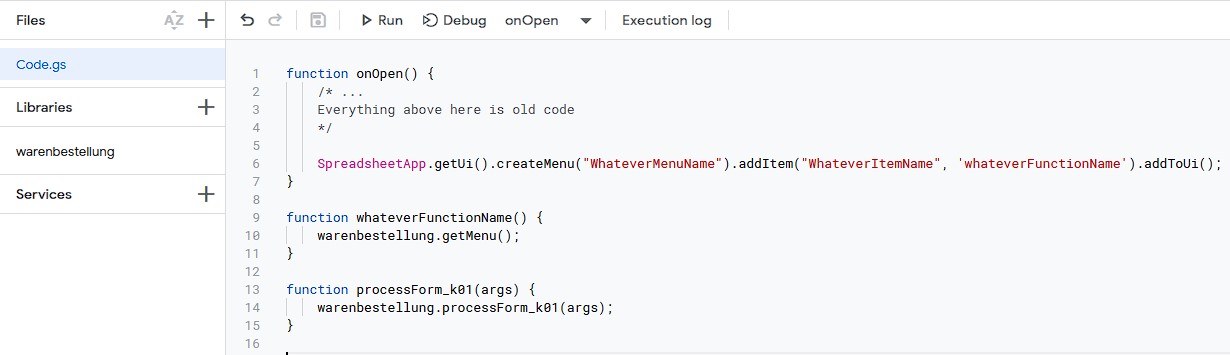 Files AZ + Run Debug onOpen Execution log
Code.gs
Libraries +
warenbestellung
Services +
1 function onOpen() {
2 /* ...
3 Everything above here is old code
4 */
5
6 SpreadsheetApp.getUi().createMenu("WhateverMenuName").addItem("WhateverItemName", 'whateverFunctionName').addToUi();
7 }
8
9 function whateverFunctionName() {
10 warenbestellung.getMenu();
11 }
12
13 function processForm_k01(args) {
14 warenbestellung.processForm_k01(args);
15 }
16